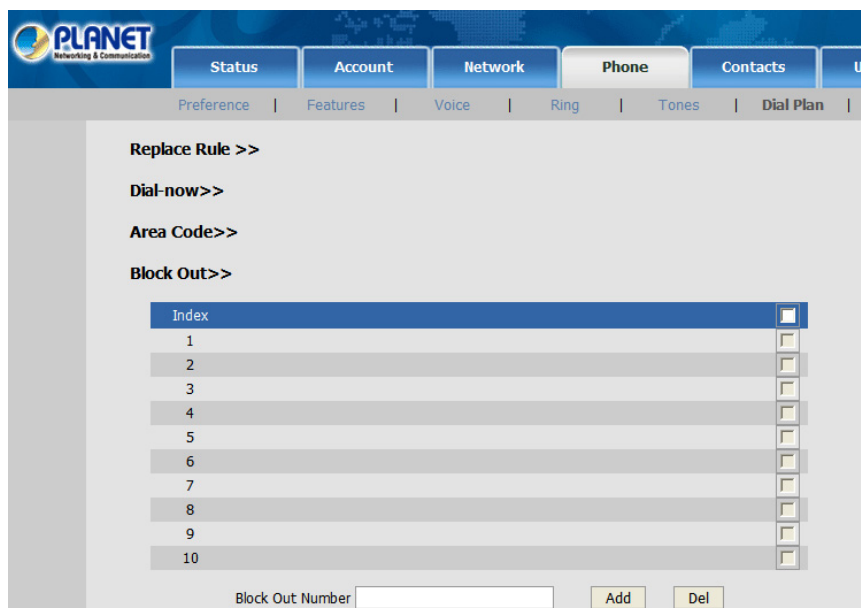 PLANET
Networking & Communication
Status Account Network Phone Contacts U
Preference | Features | Voice | Ring | Tones | Dial Plan |
Replace Rule >>
Dial-now>>
Area Code>>
Block Out>>
Index
1
2
3
4
5
6
7
8
9
10
Block Out Number Add Del